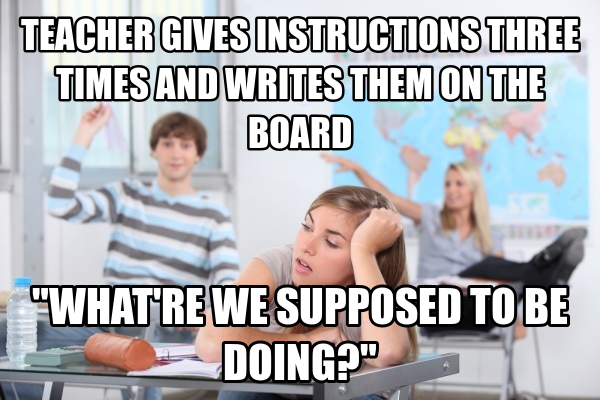 TEACHER GIVES INSTRUCTIONS THREE
TIMES AND WRITES THEM ON THE
BOARD
"WHAT'RE WE SUPPOSED TO BE
DOING?"